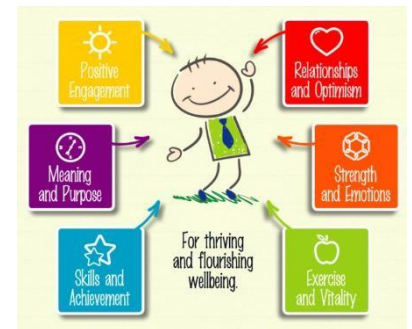 Positive
Engagement
Relationships
and Optimism
Meaning
and Purpose
Strength
and Emotions
Skills and
Achievement
For thriving
and flourishing
wellbeing.
Exercise
and Vitality